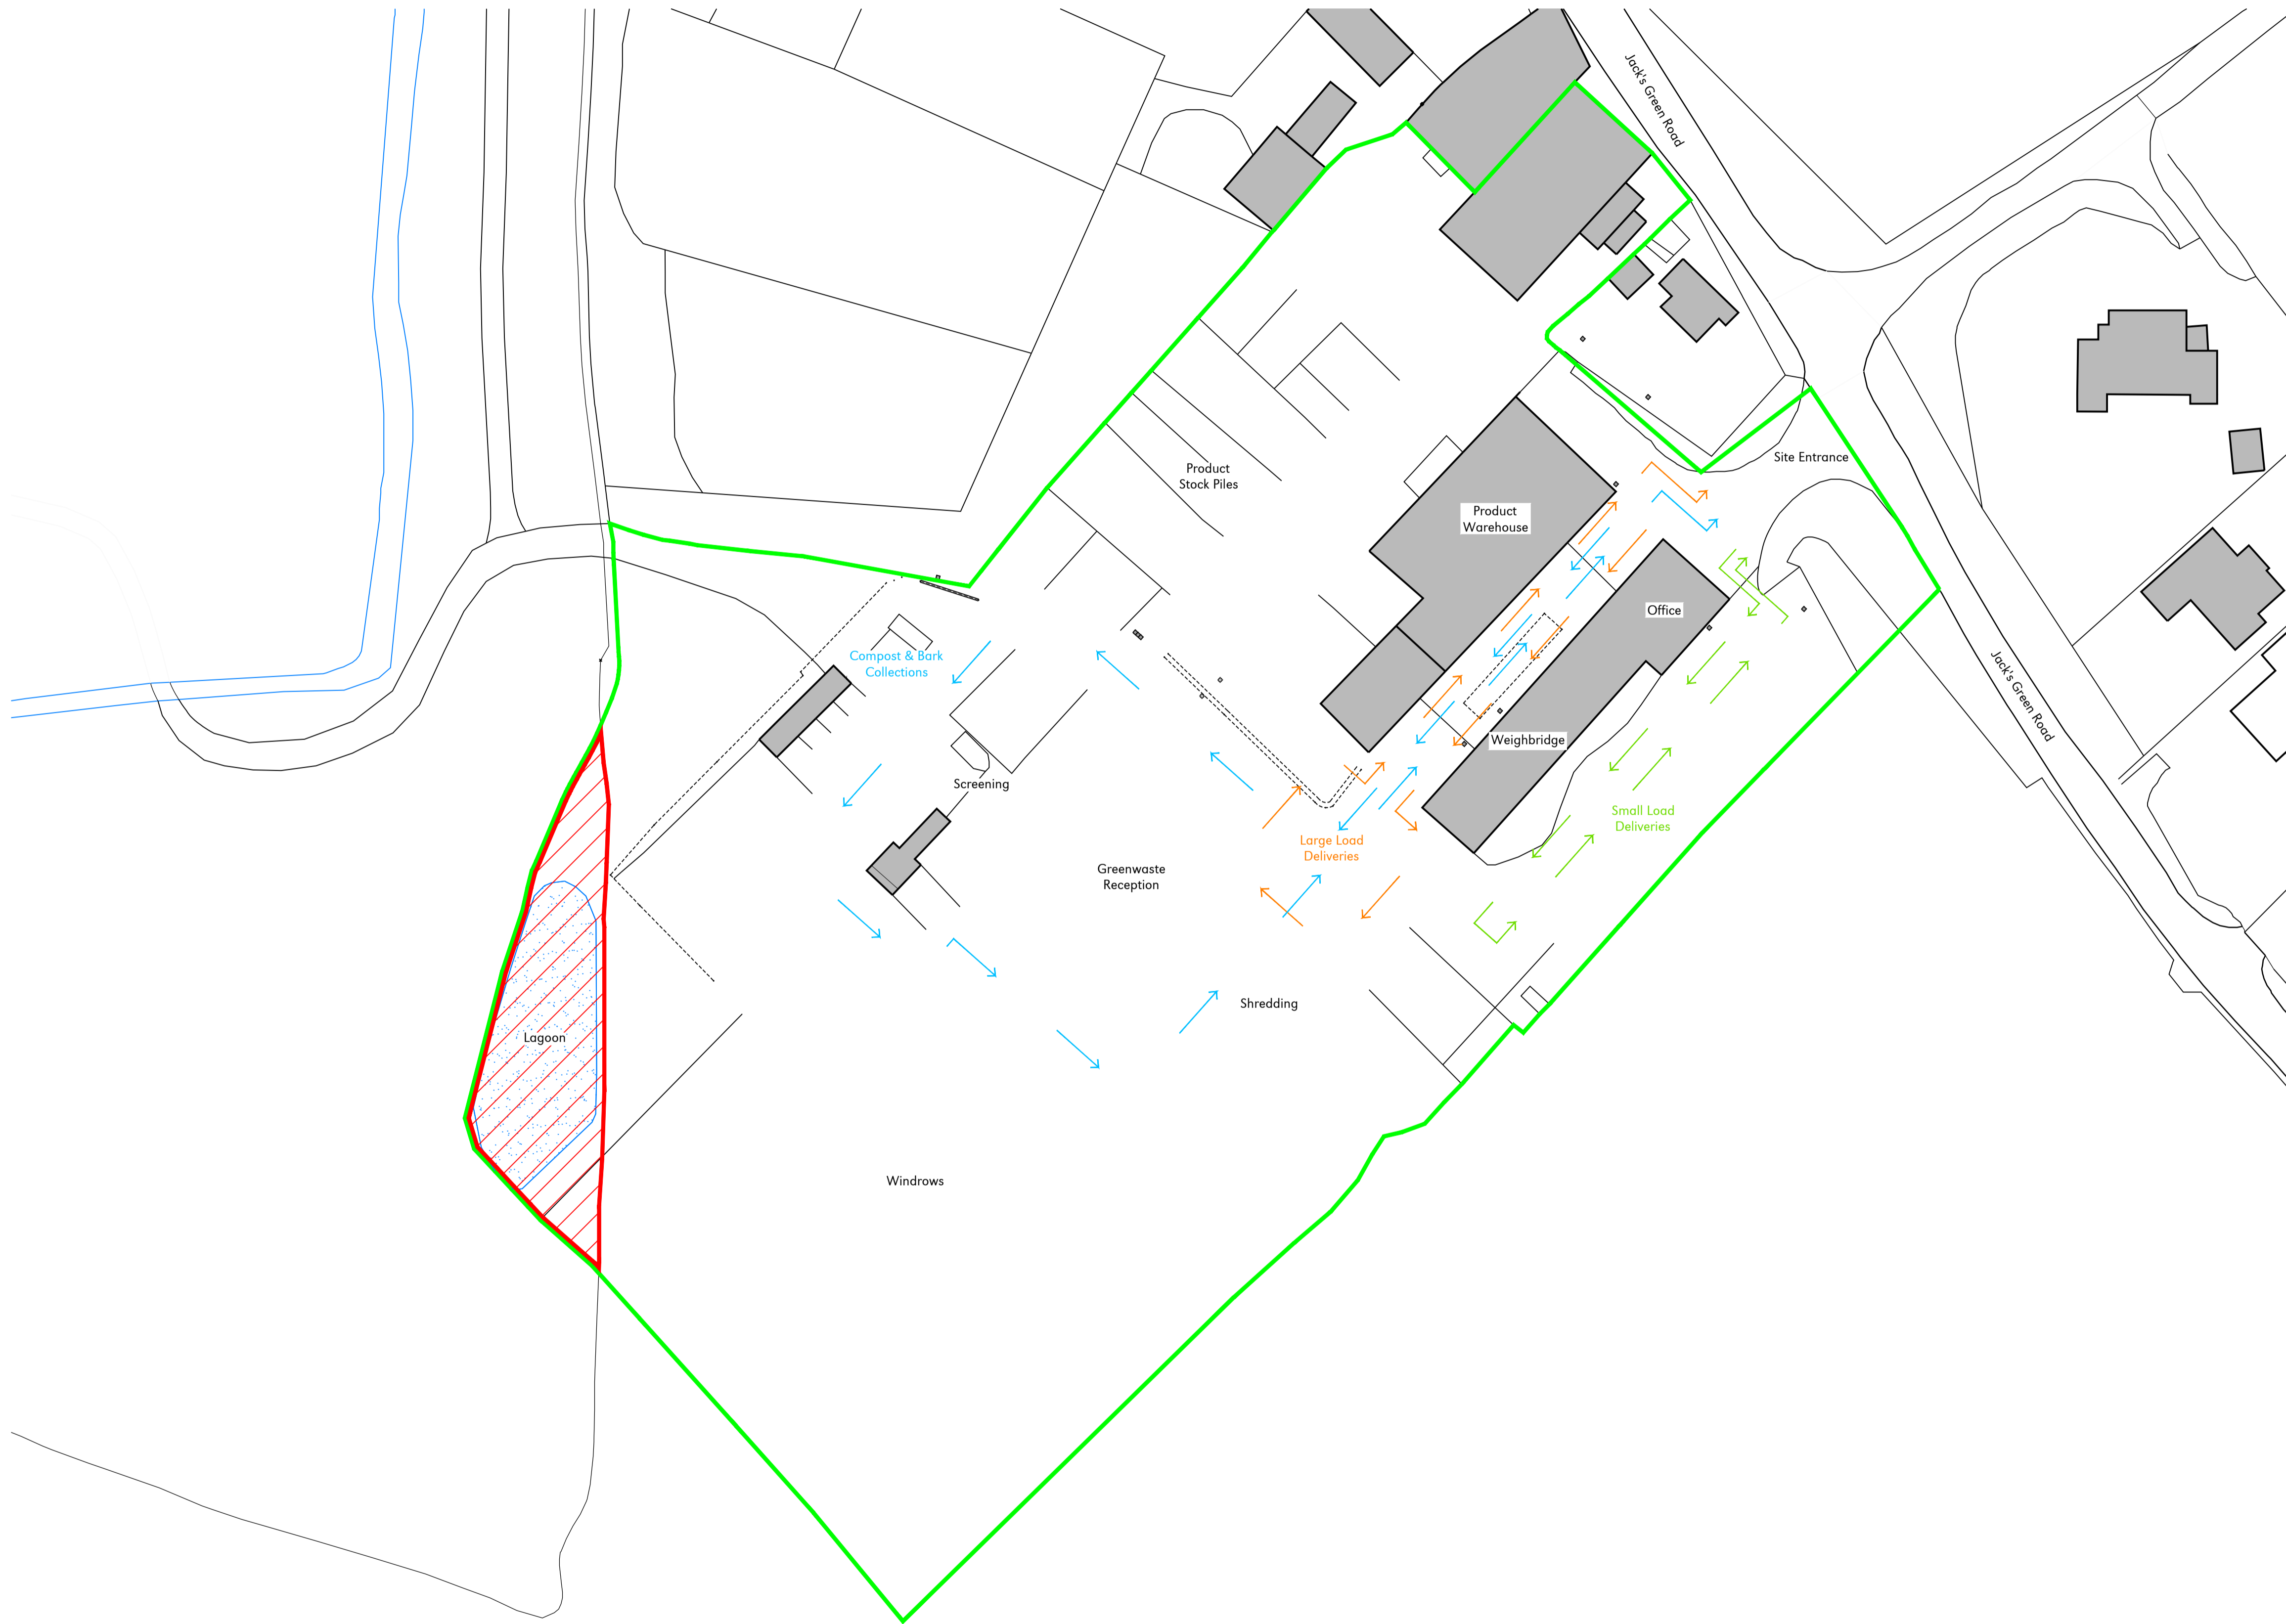 Jack's Green Road
Site Entrance
Product
Stock Piles
Product
Warehouse
Office
Compost & Bark
Collections
Weighbridge
Jack's Green Road
Screening
Small Load
Deliveries
Large Load
Deliveries
Greenwaste
Reception
Shredding
Lagoon
Windrows